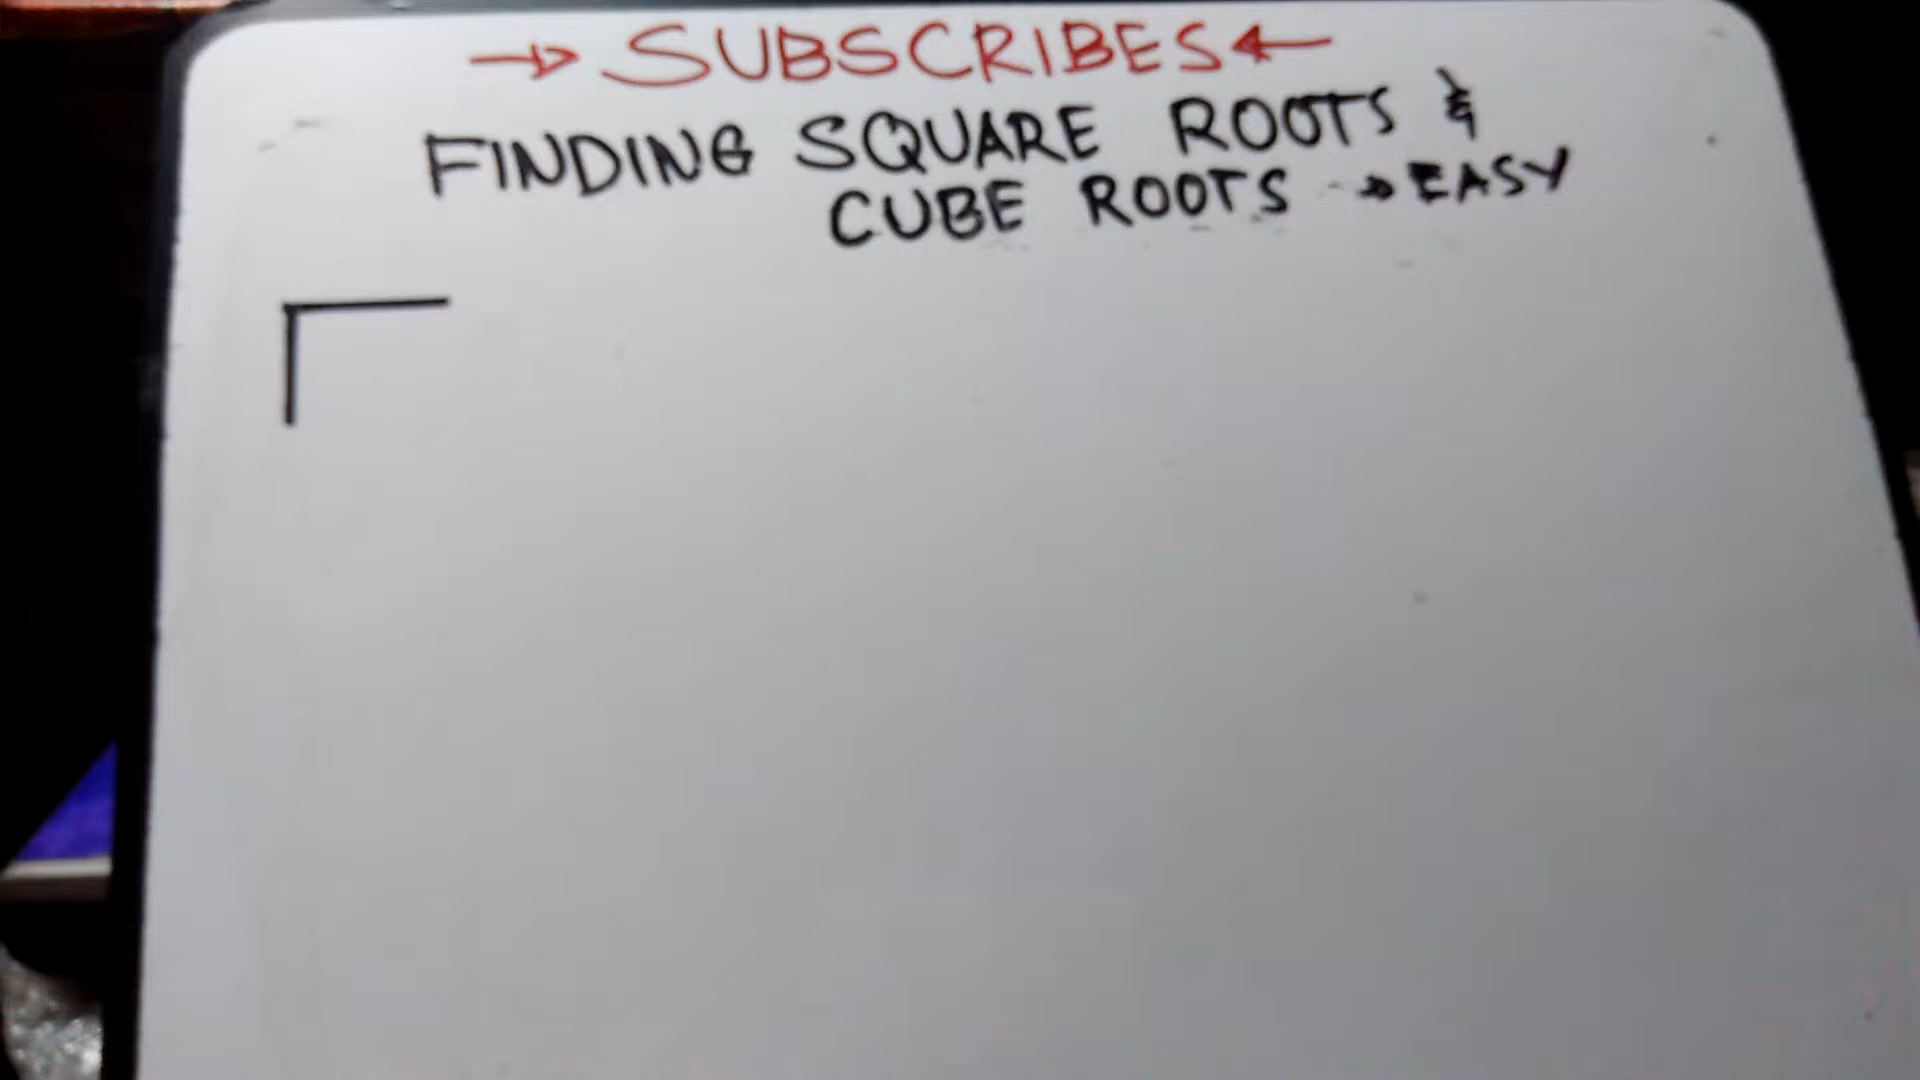 → SUBSCRIBES ←
FINDING SQUARE ROOTS &
CUBE ROOTS → EASY